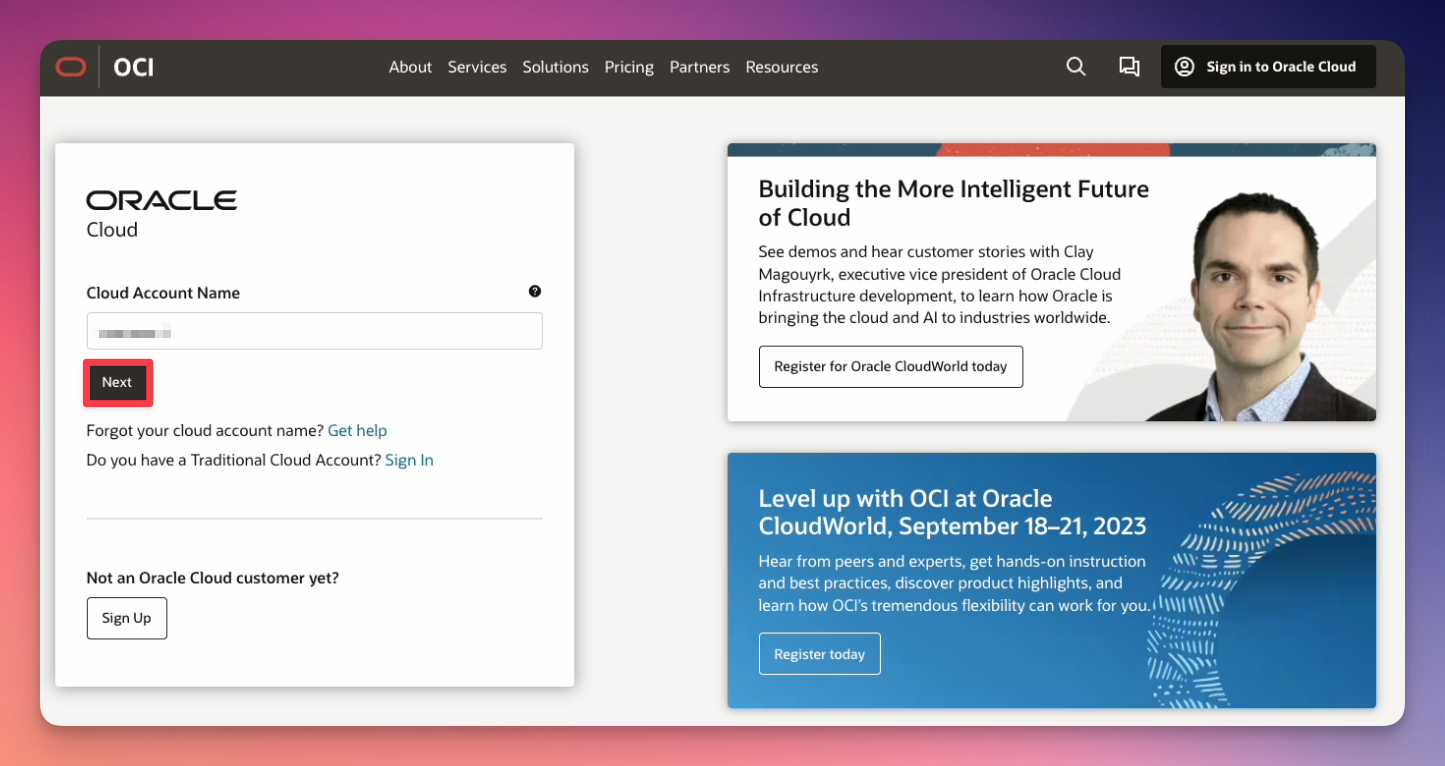 OCI
About Services Solutions Pricing Partners Resources
Sign in to Oracle Cloud
ORACLE
Cloud
Cloud Account Name
Next
Forgot your cloud account name? Get help
Do you have a Traditional Cloud Account? Sign In
Not an Oracle Cloud customer yet?
Sign Up
Building the More Intelligent Future
of Cloud
See demos and hear customer stories with Clay
Magouyrk, executive vice president of Oracle Cloud
Infrastructure development, to learn how Oracle is
bringing the cloud and AI to industries worldwide.
Register for Oracle CloudWorld today
Level up with OCI at Oracle
CloudWorld, September 18–21, 2023
Hear from peers and experts, get hands-on instruction
and best practices, discover product highlights, and
learn how OCI's tremendous flexibility can work for you.
Register today